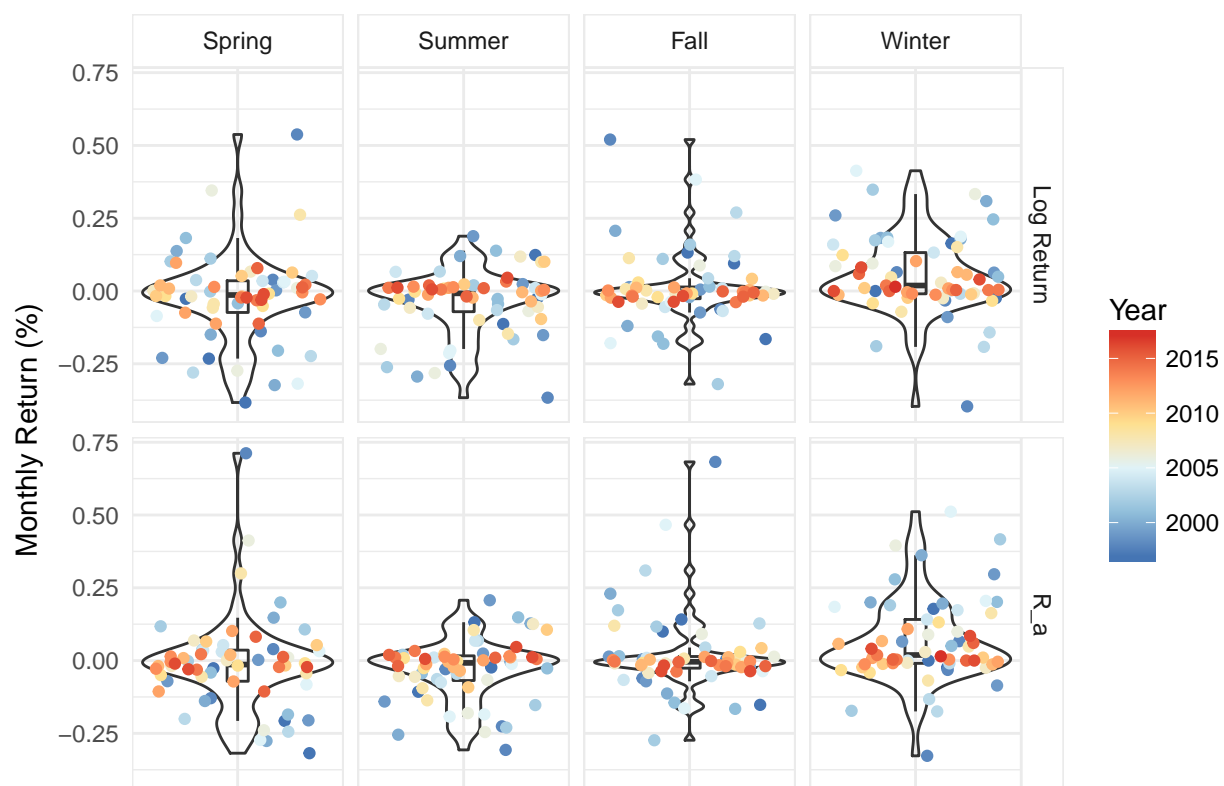 Spring Summer Fall Winter
0.75
0.50
0.25
0.00
−0.25
Log Return
0.75
0.50
0.25
0.00
−0.25
R_a
Monthly Return (%)
Year
2015
2010
2005
2000